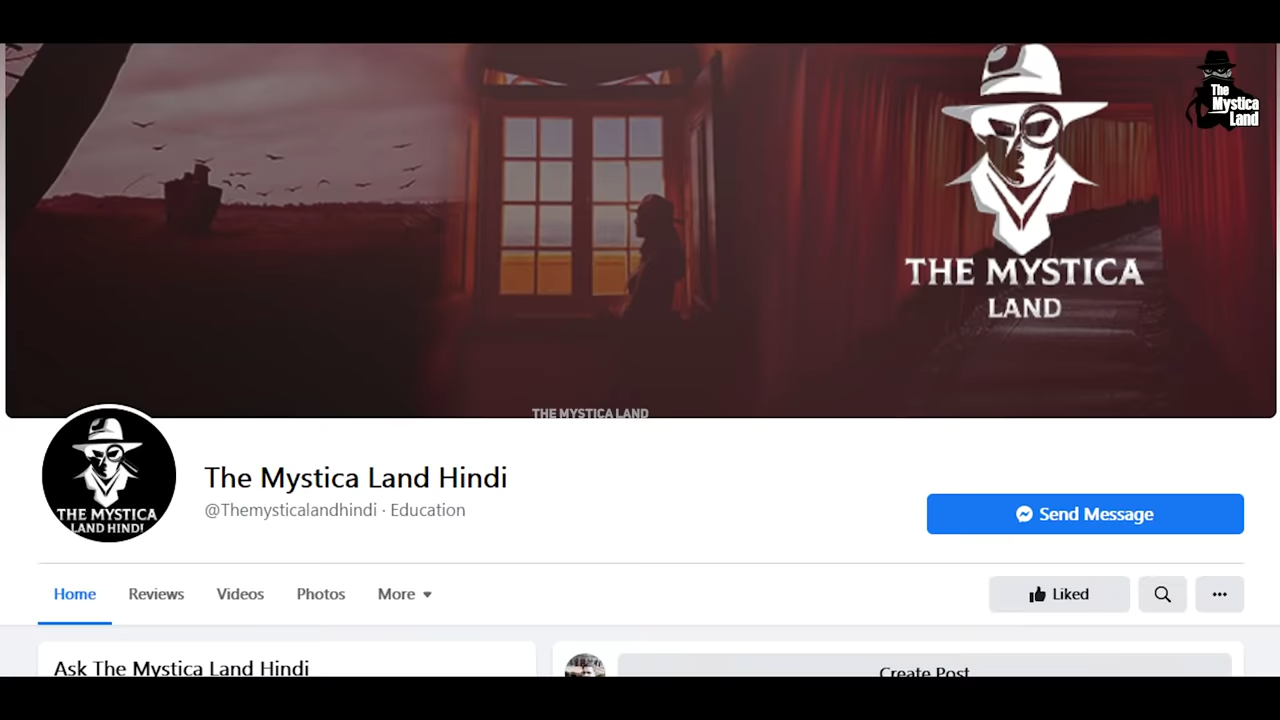 The
Mystica
Land
THE MYSTICA
LAND
THE MYSTICA LAND
THE MYSTICA
LAND HINDI
The Mystica Land Hindi
@Themysticalandhindi · Education
Send Message
Home
Reviews
Videos
Photos
More
Liked
Ask The Mystica Land Hindi
Create Post